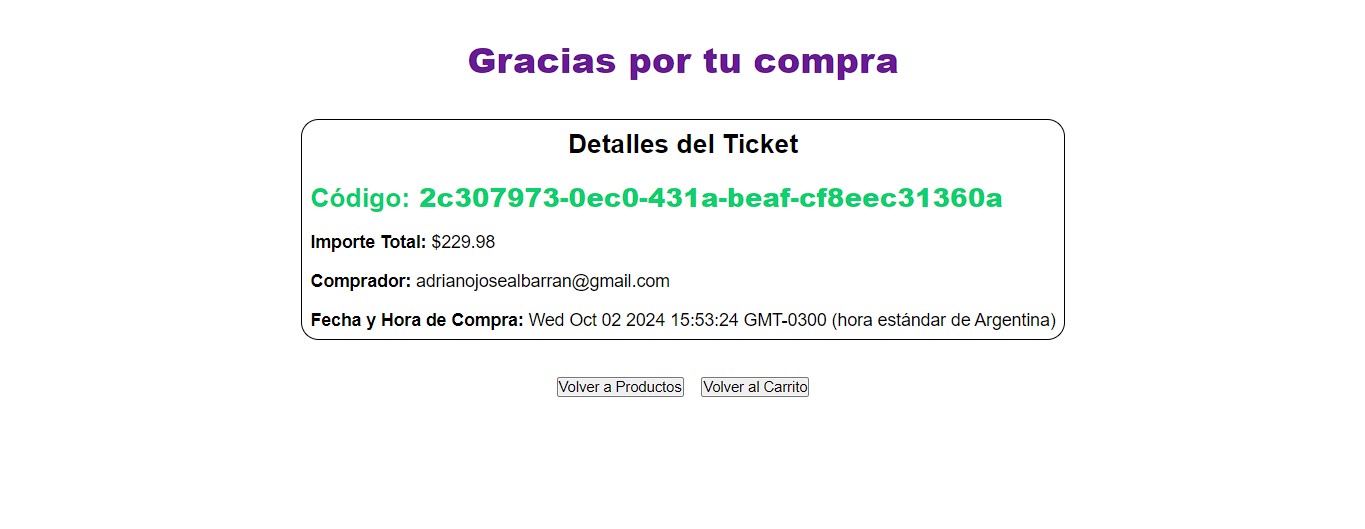 Gracias por tu compra
Detalles del Ticket
Código: 2c307973-0ec0-431a-beaf-cf8eec31360a
Importe Total: $229.98
Comprador: adrianojosealbarran@gmail.com
Fecha y Hora de Compra: Wed Oct 02 2024 15:53:24 GMT-0300 (hora estándar de Argentina)
Volver a Productos Volver al Carrito